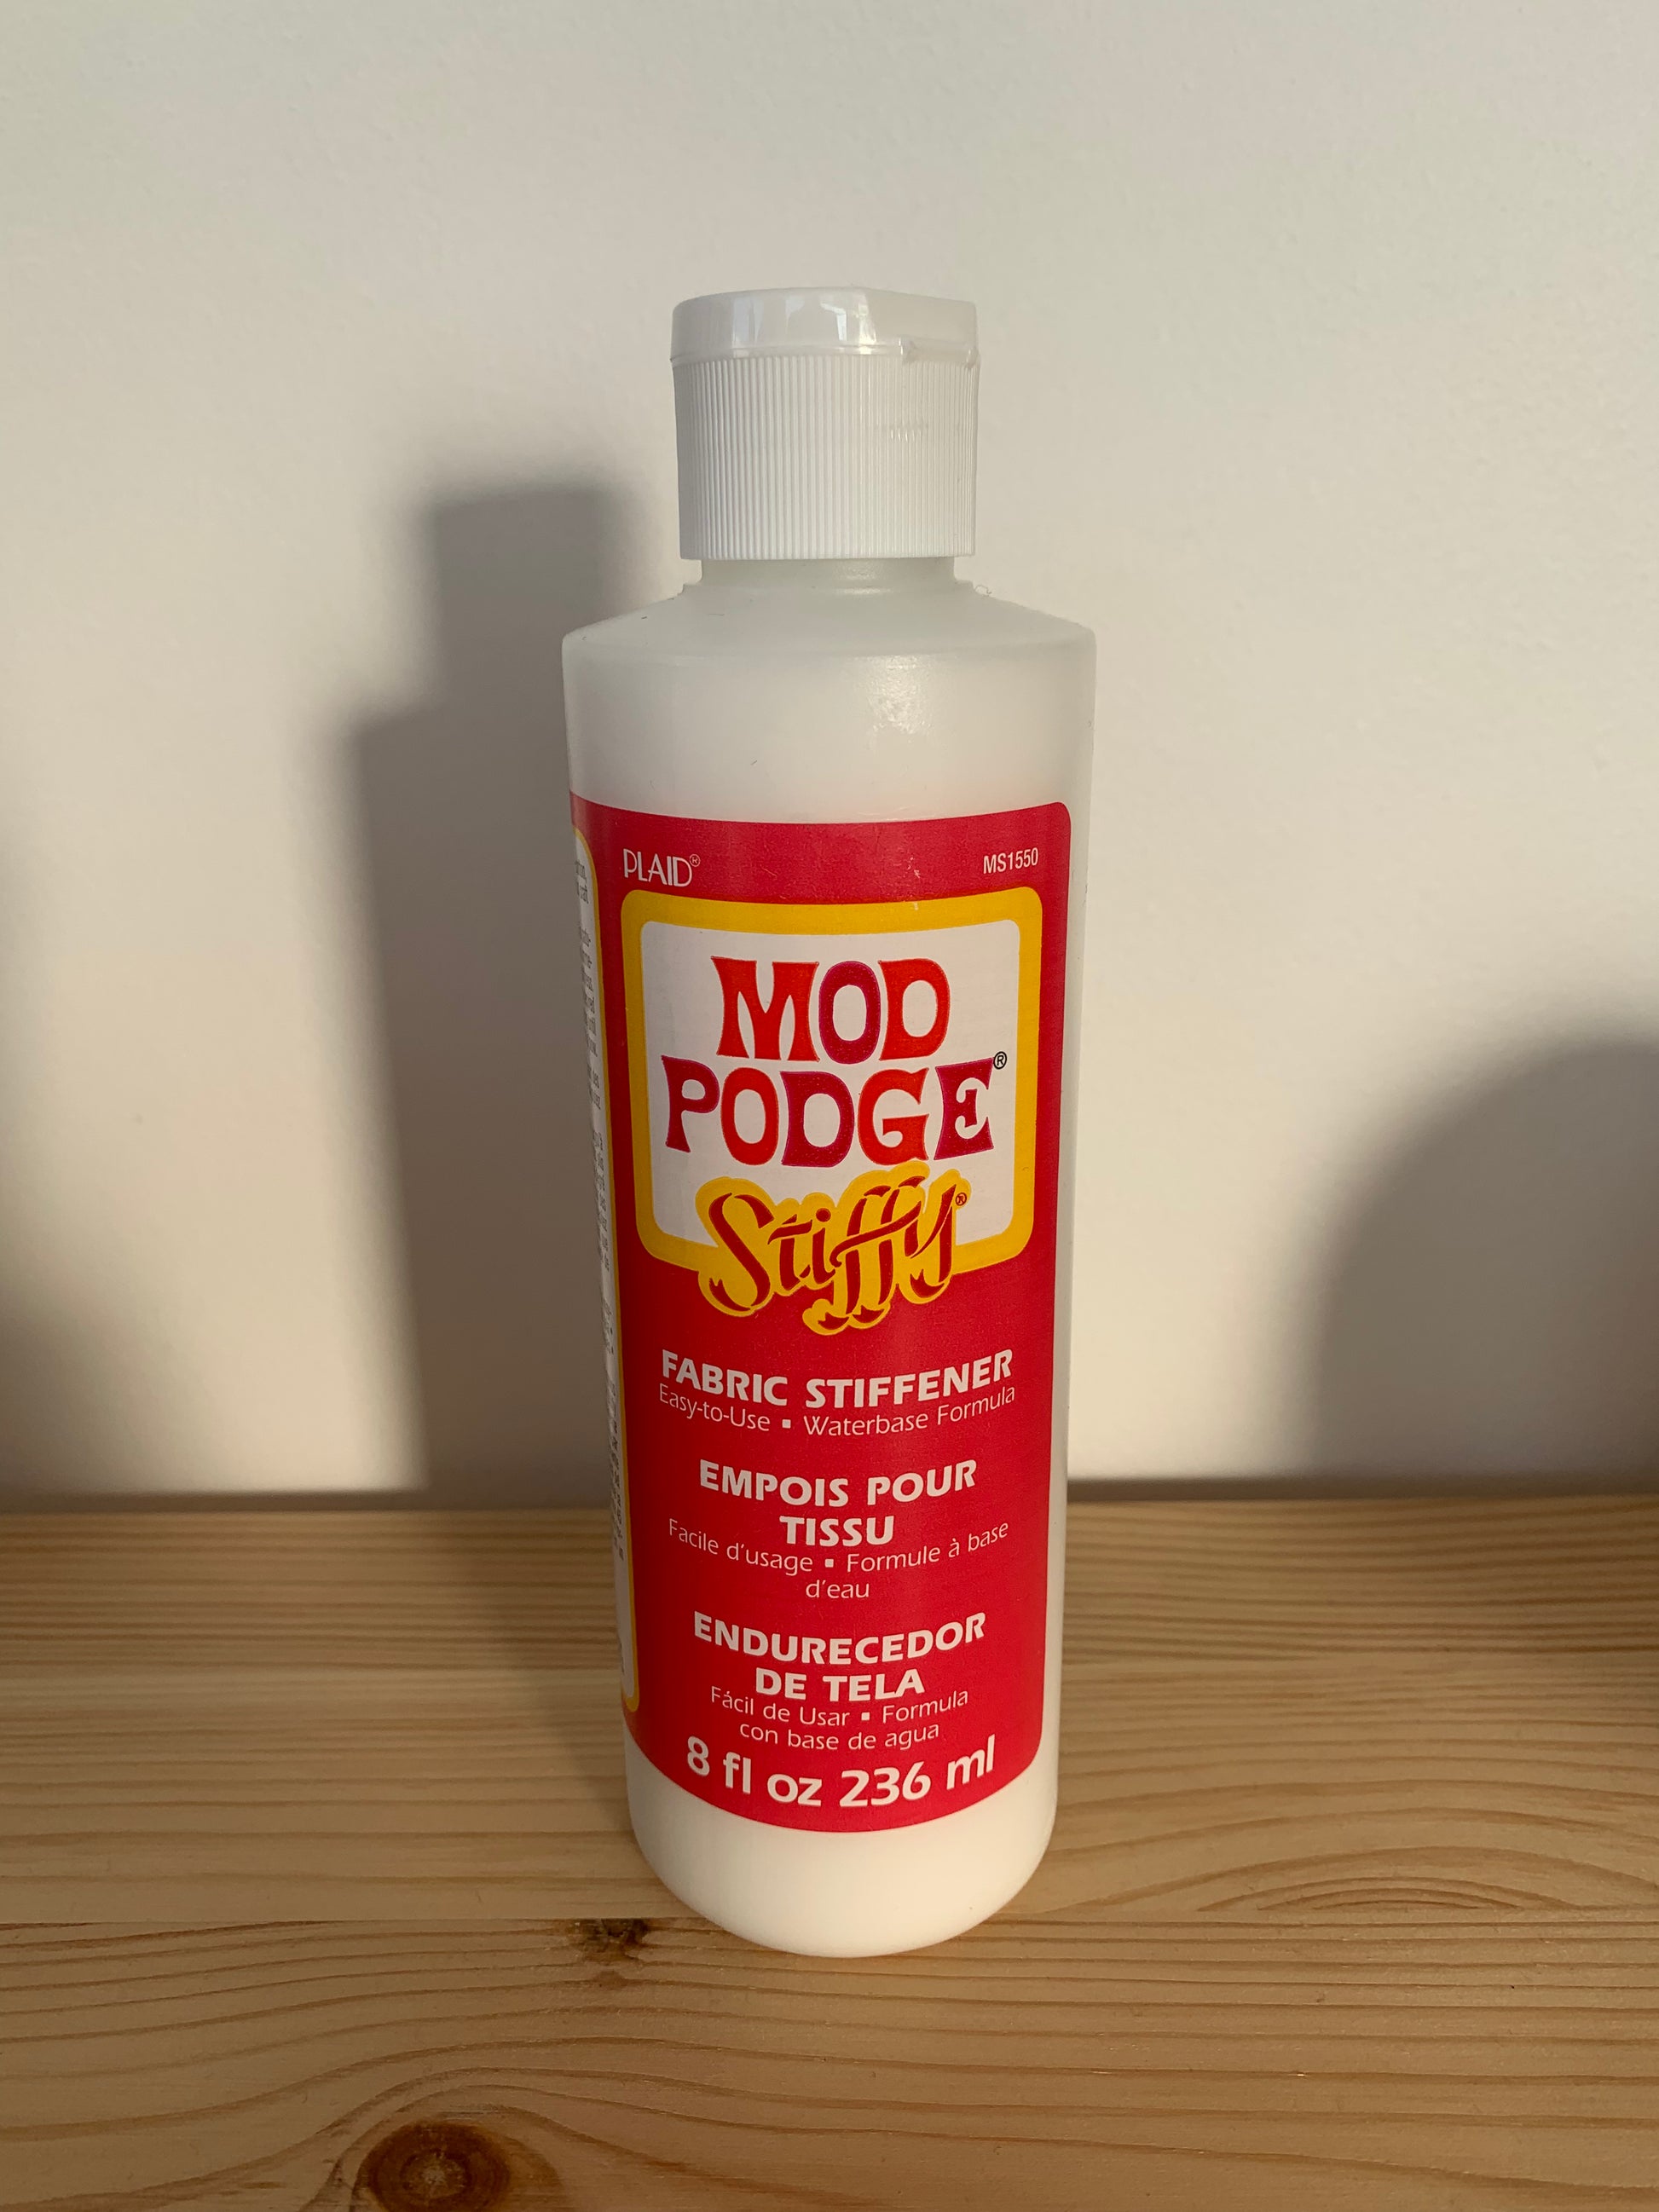 PLAID®
MS1550
MOD
PODGE®
Stiffy®
FABRIC STIFFENER
Easy-to-Use ▪ Waterbase Formula
EMPOIS POUR
TISSU
Facile d'usage ▪ Formule à base
d'eau
ENDURECEDOR
DE TELA
Fácil de Usar ▪ Formula
con base de agua
8 fl oz 236 ml